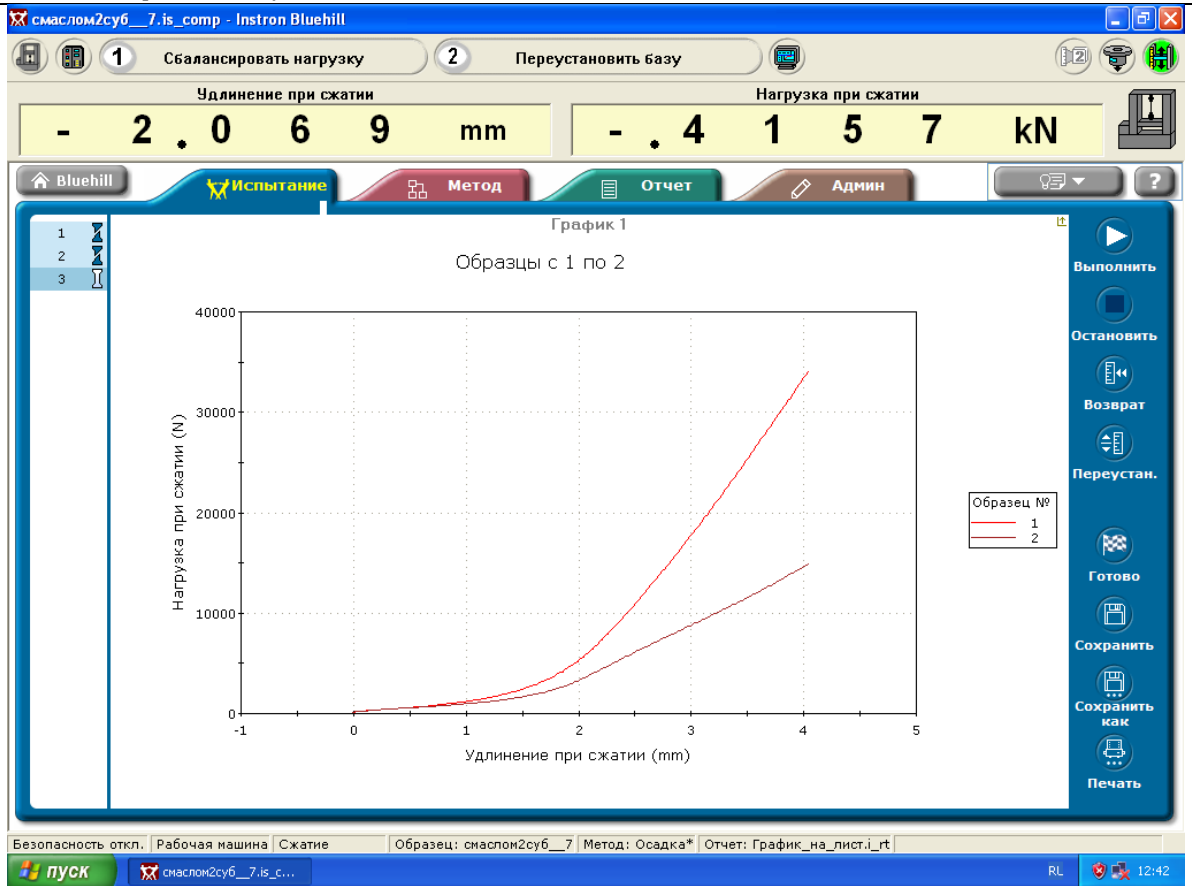 смаслом2суб__7.is_comp - Instron Bluehill
1 Сбалансировать нагрузку 2 Переустановить базу
Удлинение при сжатии Нагрузка при сжатии
- 2.069 mm -.4157 kN
Bluehill Испытание Метод Отчет Админ ?
1
2
3
График 1
Образцы с 1 по 2
40000
30000
20000
10000
0
Нагрузка при сжатии (N)
-1 0 1 2 3 4 5
Удлинение при сжатии (mm)
Образец №
1
2
Выполнить
Остановить
Возврат
Переустан.
Готово
Сохранить
Сохранить
как
Печать
Безопасность откл. Рабочая машина Сжатие Образец: смаслом2суб__7 Метод: Осадка* Отчет: График_на_лист.i_rt
пуск смаслом2суб__7.is_c... RL 12:42